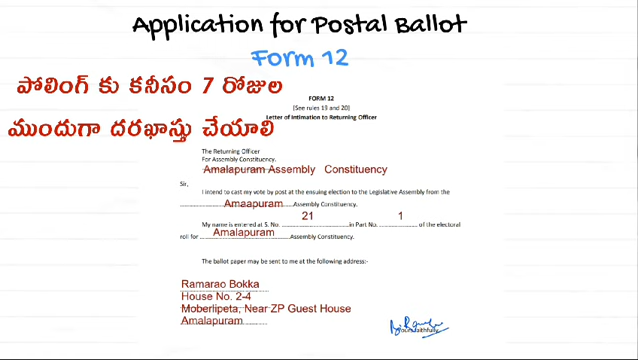 Application for Postal Ballot
Form 12
పోలింగ్ కు కనీసం 7 రోజుల
ముందుగా దరఖాస్తు చేయాలి
FORM 12
[See rules 19 and 20]
Letter of Intimation to Returning Officer
The Returning Officer
For Assembly Constituency.
Amalapuram Assembly Constituency
Sir,
I intend to cast my vote by post at the ensuing election to the Legislative Assembly from the
Amaapuram Assembly Constituency.
My name is entered at S. No. 21 in Part No. 1 of the electoral
roll for Amalapuram Assembly Constituency.
The ballot paper may be sent to me at the following address:-
Ramarao Bokka
House No. 2-4
Moberlipeta, Near ZP Guest House
Amalapuram
Yours faithfully